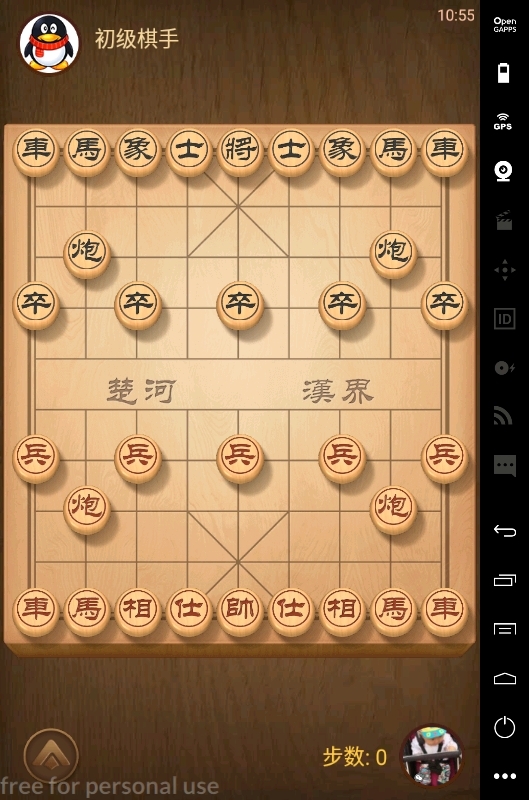 10:55
Open
GAPPS
初级棋手
GPS
車馬象士將士象馬車
炮 炮
卒 卒 卒 卒 卒
ID
楚河 漢界
兵 兵 兵 兵 兵
炮 炮
車馬相仕帥仕相馬車
步数: 0
free for personal use